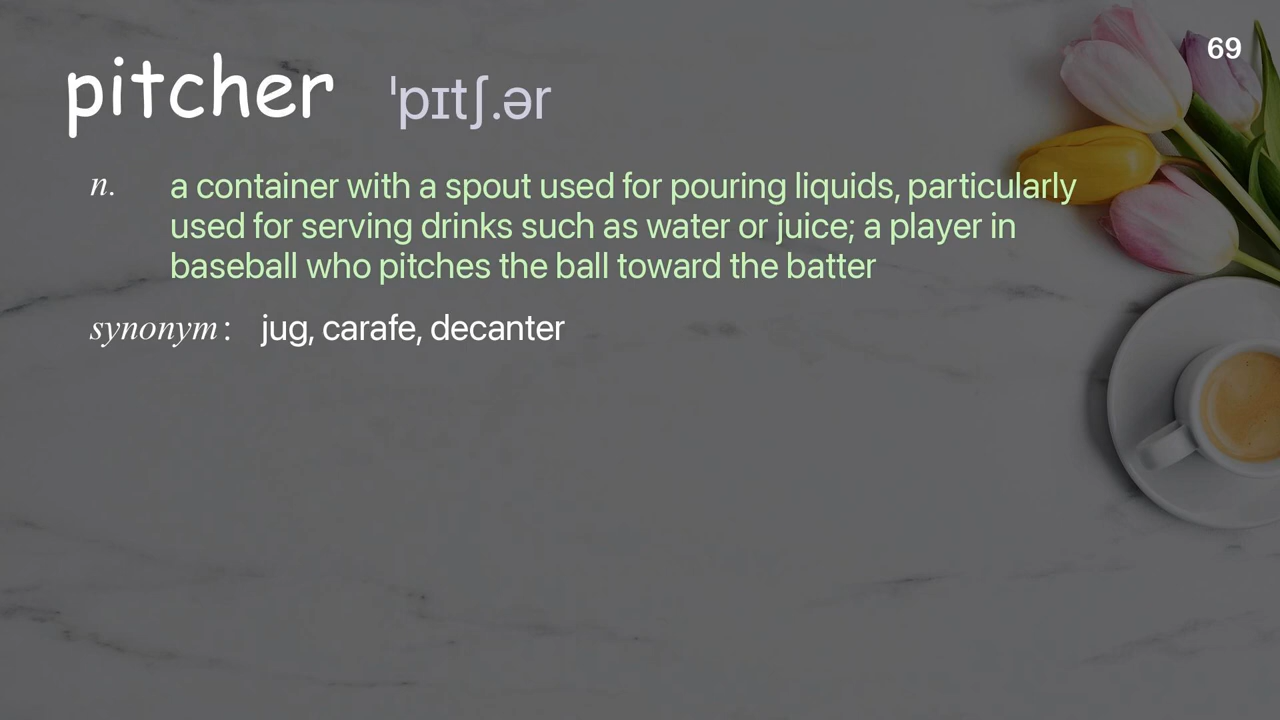 69
pitcher ˈpɪtʃ.ər
n. a container with a spout used for pouring liquids, particularly
used for serving drinks such as water or juice; a player in
baseball who pitches the ball toward the batter
synonym: jug, carafe, decanter